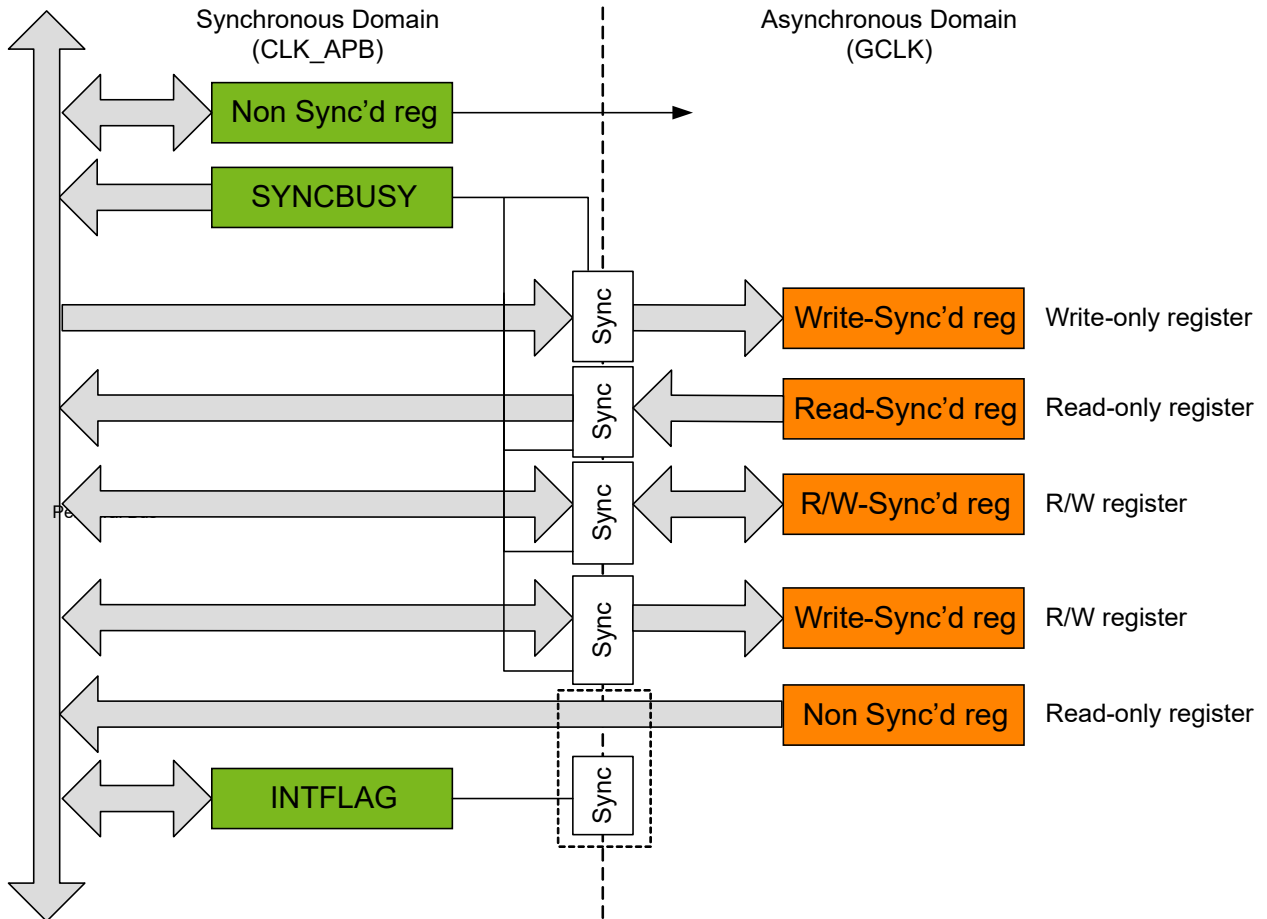 Synchronous Domain
(CLK_APB)
Asynchronous Domain
(GCLK)
Non Sync’d reg
SYNCBUSY
Sync
Write-Sync’d reg
Write-only register
Sync
Read-Sync’d reg
Read-only register
Sync
R/W-Sync’d reg
R/W register
Sync
Write-Sync’d reg
R/W register
Non Sync’d reg
Read-only register
INTFLAG
Sync